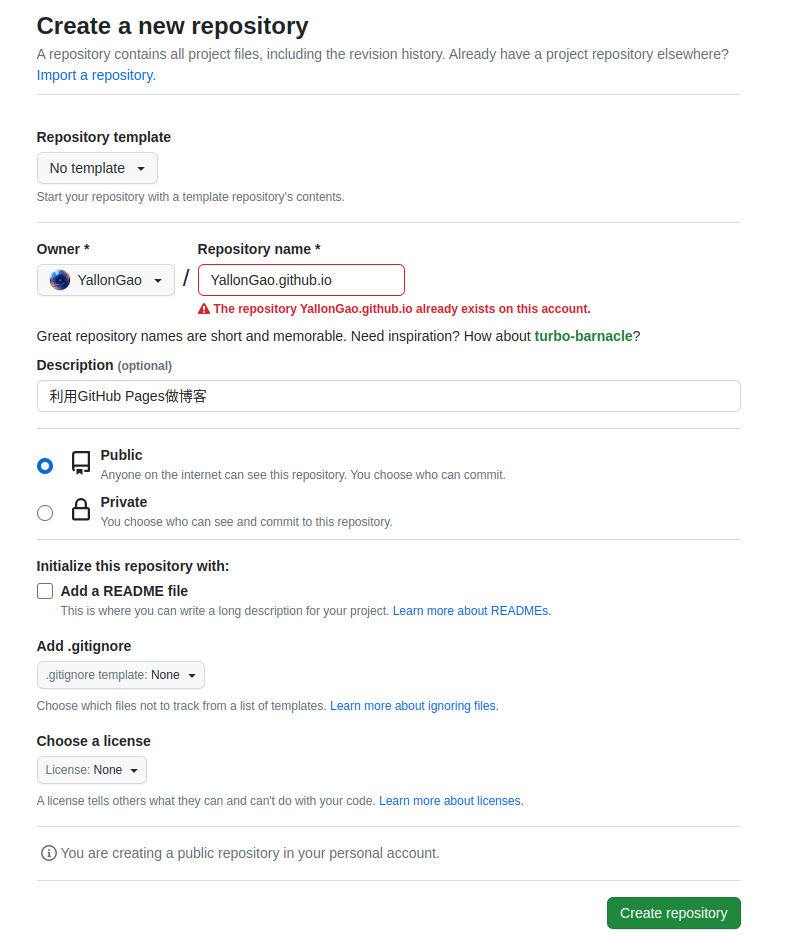 Create a new repository
A repository contains all project files, including the revision history. Already have a project repository elsewhere?
Import a repository.
Repository template
No template
Start your repository with a template repository's contents.
Owner *
Repository name *
YallonGao
/
YallonGao.github.io
The repository YallonGao.github.io already exists on this account.
Great repository names are short and memorable. Need inspiration? How about turbo-barnacle?
Description (optional)
利用GitHub Pages做博客
Public
Anyone on the internet can see this repository. You choose who can commit.
Private
You choose who can see and commit to this repository.
Initialize this repository with:
Add a README file
This is where you can write a long description for your project. Learn more about READMEs.
Add .gitignore
.gitignore template: None
Choose which files not to track from a list of templates. Learn more about ignoring files.
Choose a license
License: None
A license tells others what they can and can't do with your code. Learn more about licenses.
You are creating a public repository in your personal account.
Create repository